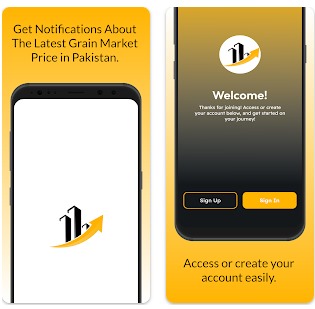 Get Notifications About
The Latest Grain Market
Price in Pakistan.
Welcome!
Thanks for joining! Access or create
your account below, and get started on
your journey!
Sign Up
Sign In
Access or create your
account easily.